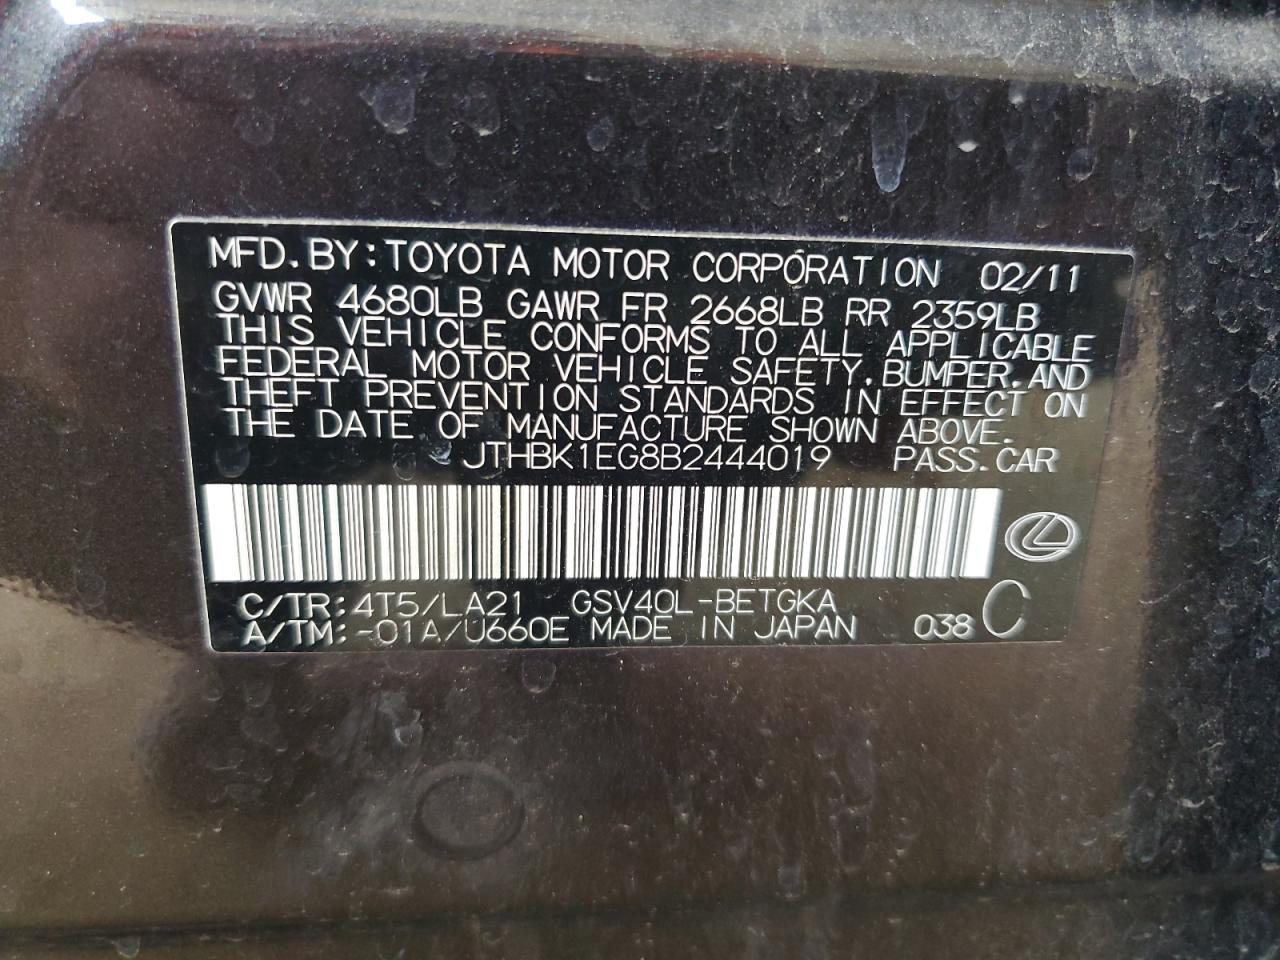 MFD.BY:TOYOTA MOTOR CORPORATION 02/11
GVWR 4680LB GAWR FR 2668LB RR 2359LB
THIS VEHICLE CONFORMS TO ALL APPLICABLE
FEDERAL MOTOR VEHICLE SAFETY,BUMPER,AND
THEFT PREVENTION STANDARDS IN EFFECT ON
THE DATE OF MANUFACTURE SHOWN ABOVE.
JTHBK1EG8B2444019 PASS.CAR
C/TR:4T5/LA21 GSV40L-BETGKA
A/TM:-01A/U660E MADE IN JAPAN 038 C